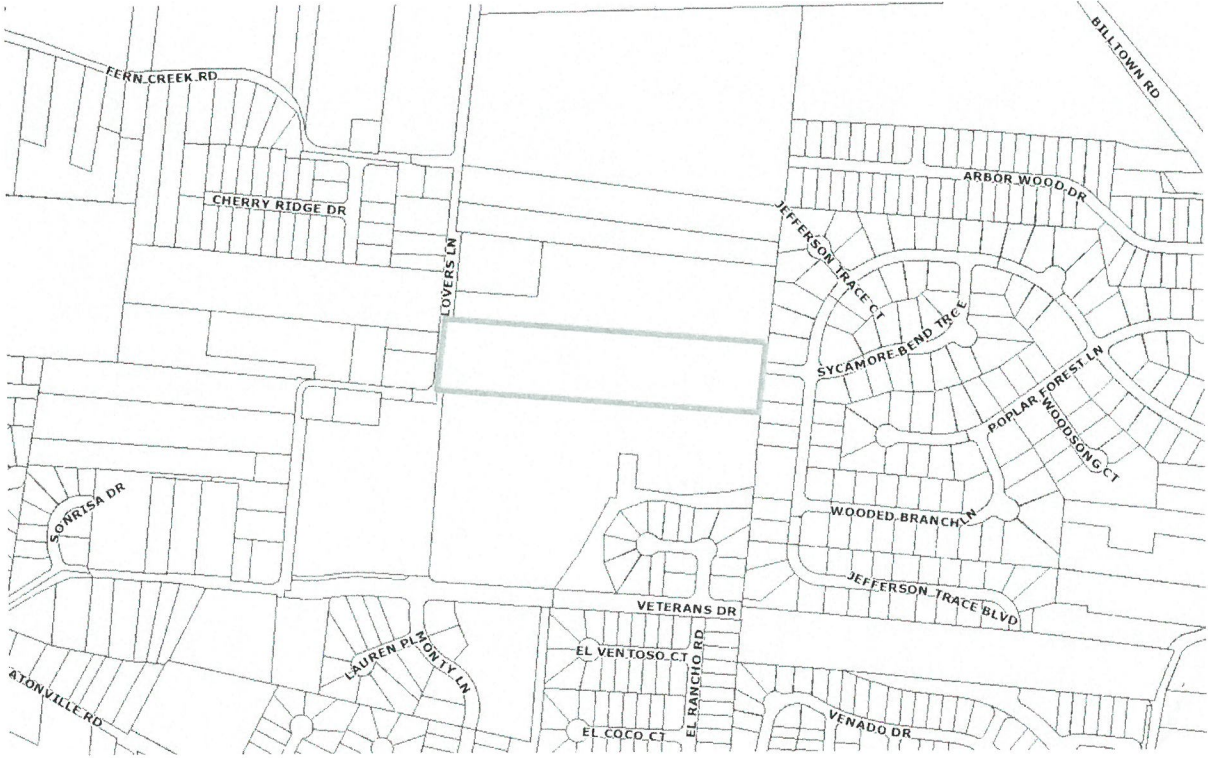 BILLTOWN RD
FERN CREEK RD
ARBOR WOOD DR
CHERRY RIDGE DR
JEFFERSON TRACE CT
LOVERS LN
SYCAMORE BEND TRCE
POPLAR FOREST LN
WOODSONG CT
SONRISA DR
WOODED BRANCH LN
JEFFERSON TRACE BLVD
VETERANS DR
LAUREN PL
MONTY LN
EL VENTOSO CT
EL RANCHO RD
ATONVILLE RD
VENADO DR
EL COCO CT